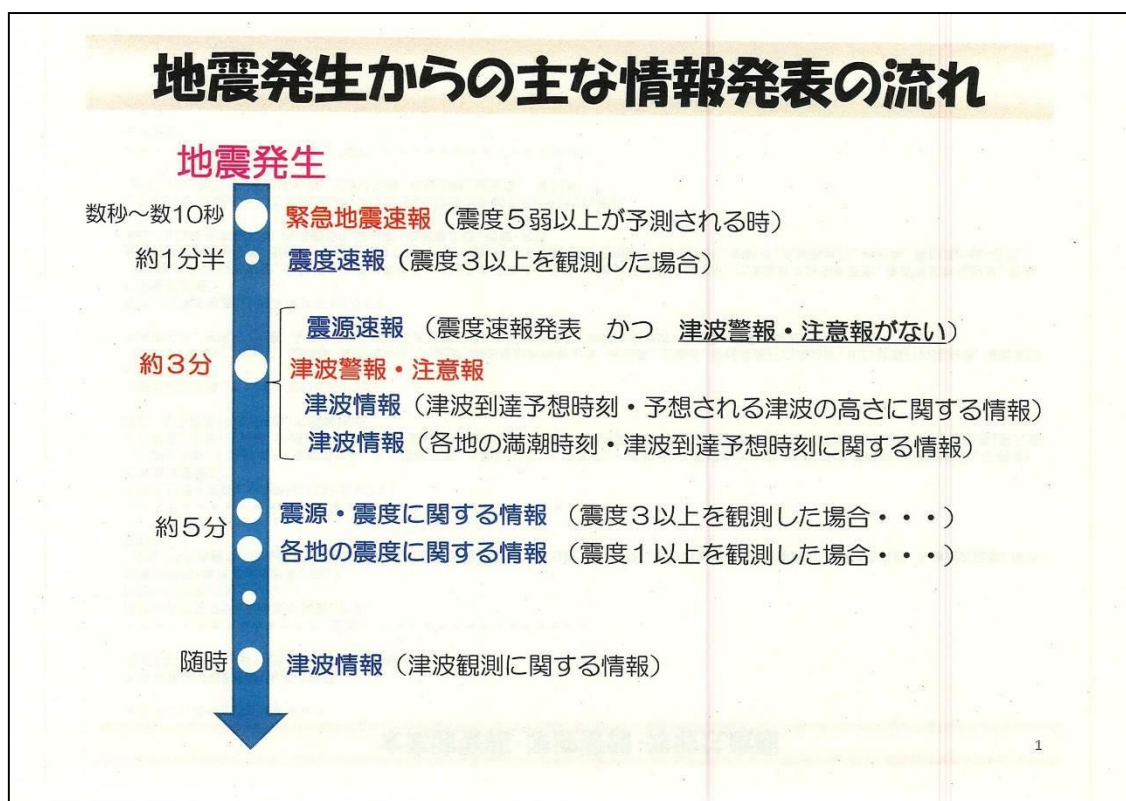 地震発生からの主な情報発表の流れ
地震発生
数秒～数10秒 緊急地震速報（震度５弱以上が予測される時）
約１分半 震度速報（震度３以上を観測した場合）
震源速報（震度速報発表　かつ　津波警報・注意報がない）
約３分 津波警報・注意報
津波情報（津波到達予想時刻・予想される津波の高さに関する情報）
津波情報（各地の満潮時刻・津波到達予想時刻に関する情報）
約５分
震源・震度に関する情報（震度３以上を観測した場合・・・）
各地の震度に関する情報（震度１以上を観測した場合・・・）
随時 津波情報（津波観測に関する情報）
1